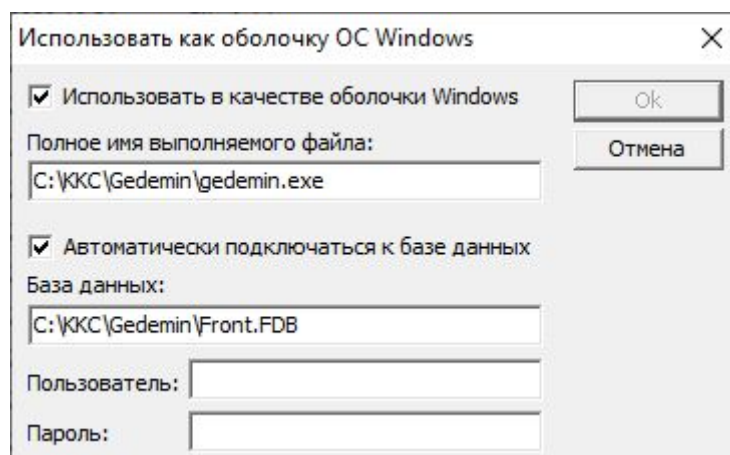 Использовать как оболочку ОС Windows
Использовать в качестве оболочки Windows
Ok
Полное имя выполняемого файла:
Отмена
C:\KKC\Gedemin\gedemin.exe
Автоматически подключаться к базе данных
База данных:
C:\KKC\Gedemin\Front.FDB
Пользователь:
Пароль: